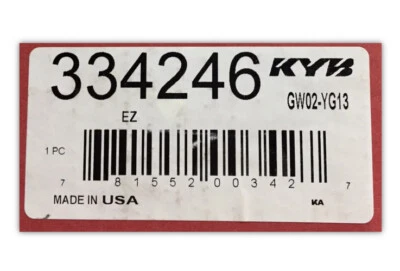 334246 KYB
GW02-YG13
EZ
1 PC
7 81552 00342 7
MADE IN USA KA